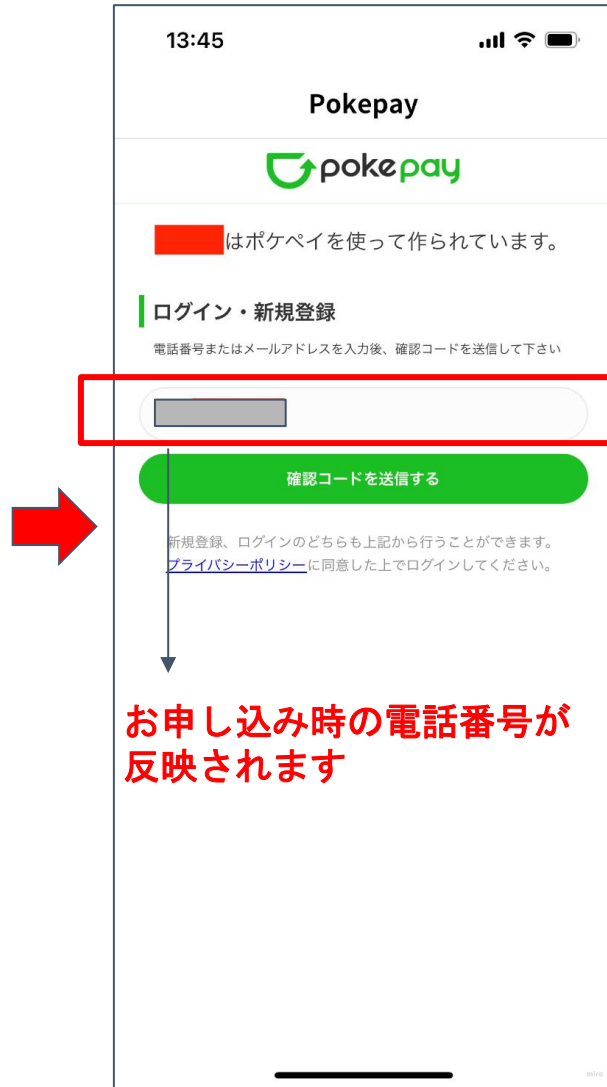 13:45
Pokepay
pokepay
はポケペイを使って作られています。
ログイン・新規登録
電話番号またはメールアドレスを入力後、確認コードを送信して下さい
確認コードを送信する
新規登録、ログインのどちらも上記から行うことができます。
プライバシーポリシーに同意した上でログインしてください。
お申し込み時の電話番号が
反映されます
miro